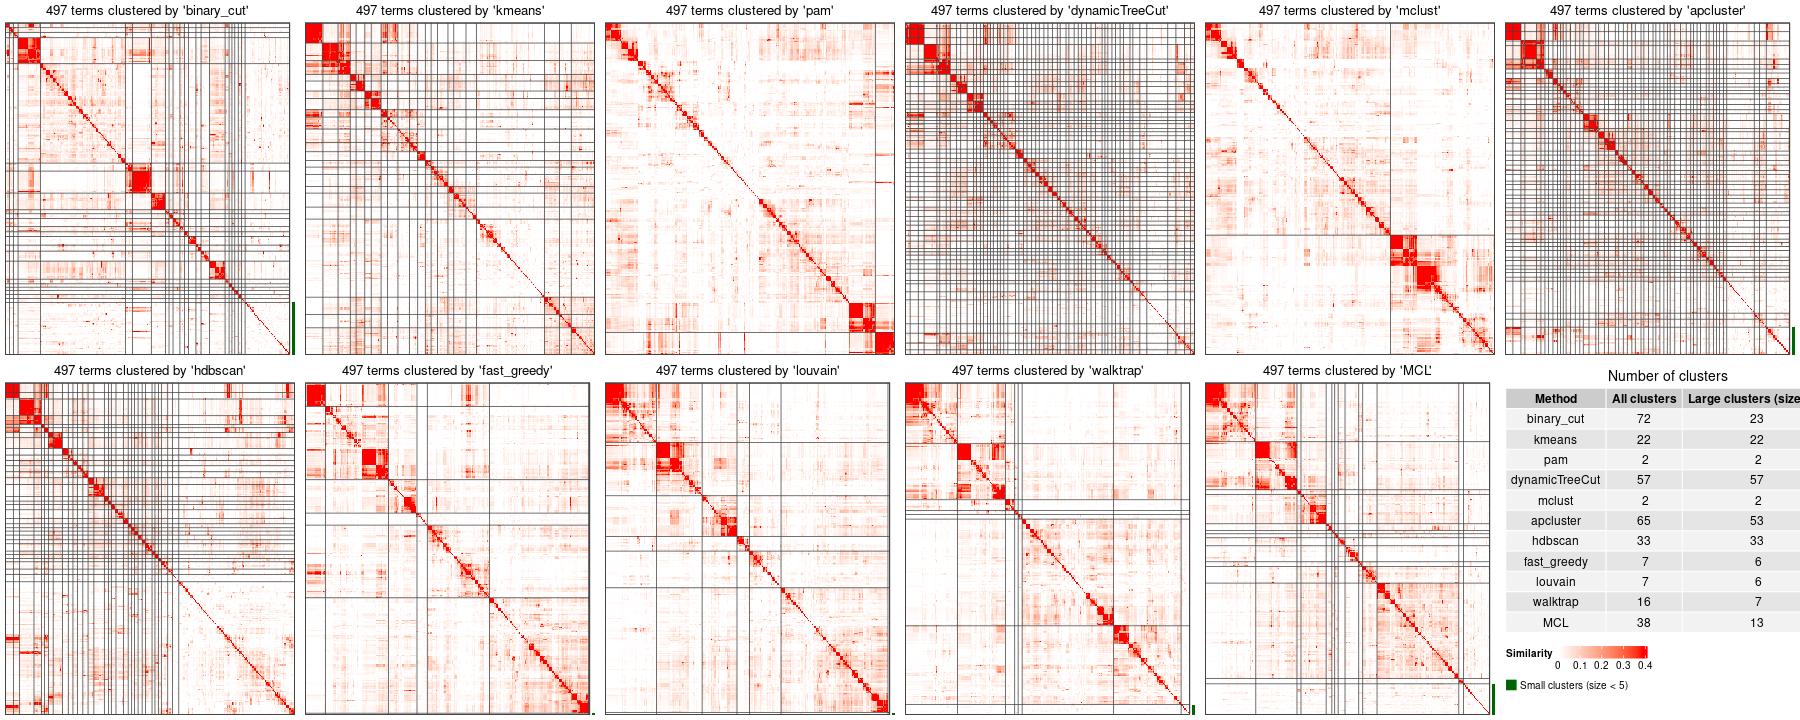 497 terms clustered by 'binary_cut'
497 terms clustered by 'kmeans'
497 terms clustered by 'pam'
497 terms clustered by 'dynamicTreeCut'
497 terms clustered by 'mclust'
497 terms clustered by 'apcluster'
497 terms clustered by 'hdbscan'
497 terms clustered by 'fast_greedy'
497 terms clustered by 'louvain'
497 terms clustered by 'walktrap'
497 terms clustered by 'MCL'
Number of clusters
Method All clusters Large clusters (size
binary_cut 72 23
kmeans 22 22
pam 2 2
dynamicTreeCut 57 57
mclust 2 2
apcluster 65 53
hdbscan 33 33
fast_greedy 7 6
louvain 7 6
walktrap 16 7
MCL 38 13
Similarity
0 0.1 0.2 0.3 0.4
Small clusters (size < 5)